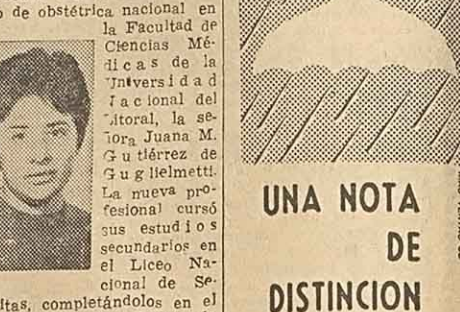 de obstétrica nacional en
la Facultad de
Ciencias Mé-
dicas de la
Universidad
Nacional del
Litoral, la se-
ñora Juana M.
Gutiérrez de
Guglielmetti.
La nueva pro-
fesional cursó
sus estudios
secundarios en
el Liceo Na-
cional de Se-
itas, completándolos en el
UNA NOTA
DE
DISTINCION